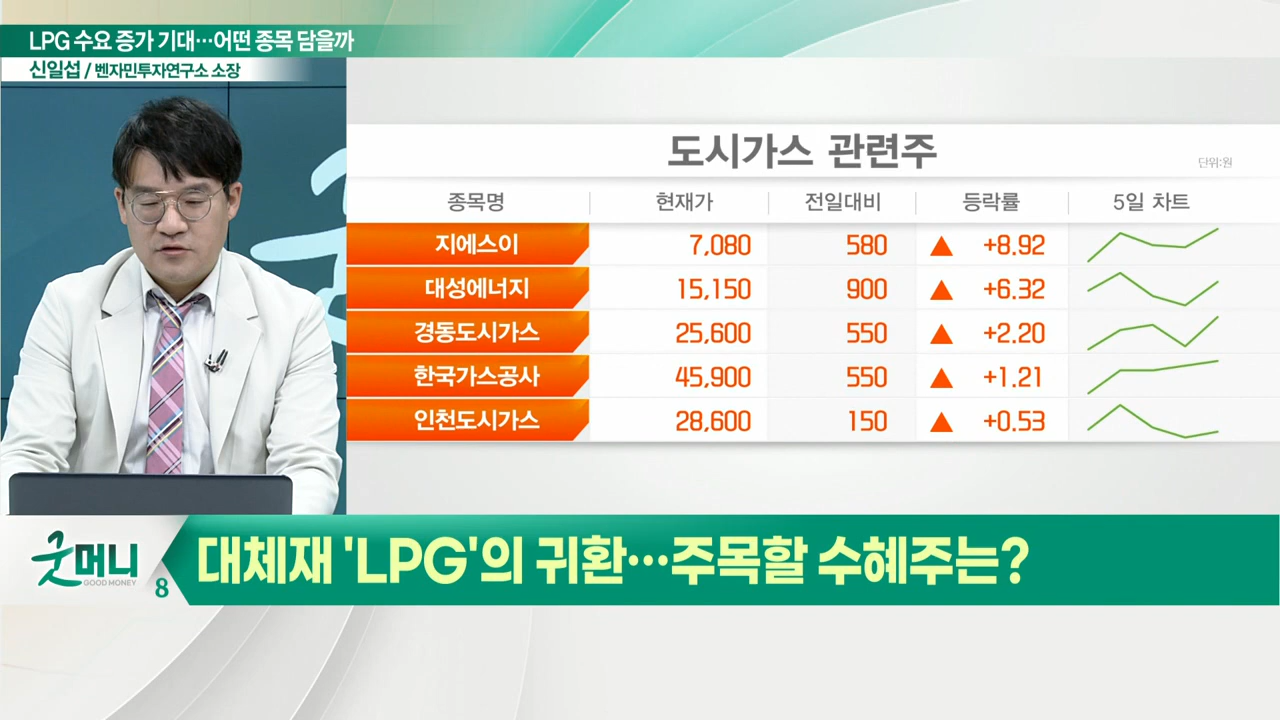 LPG 수요 증가 기대…어떤 종목 담을까
신일섭 / 벤자민투자연구소 소장
도시가스 관련주
단위:원
종목명 현재가 전일대비 등락률 5일 차트
지에스이 7,080 580 ▲ +8.92
대성에너지 15,150 900 ▲ +6.32
경동도시가스 25,600 550 ▲ +2.20
한국가스공사 45,900 550 ▲ +1.21
인천도시가스 28,600 150 ▲ +0.53
굿머니
GOOD MONEY
8
대체재 'LPG'의 귀환…주목할 수혜주는?